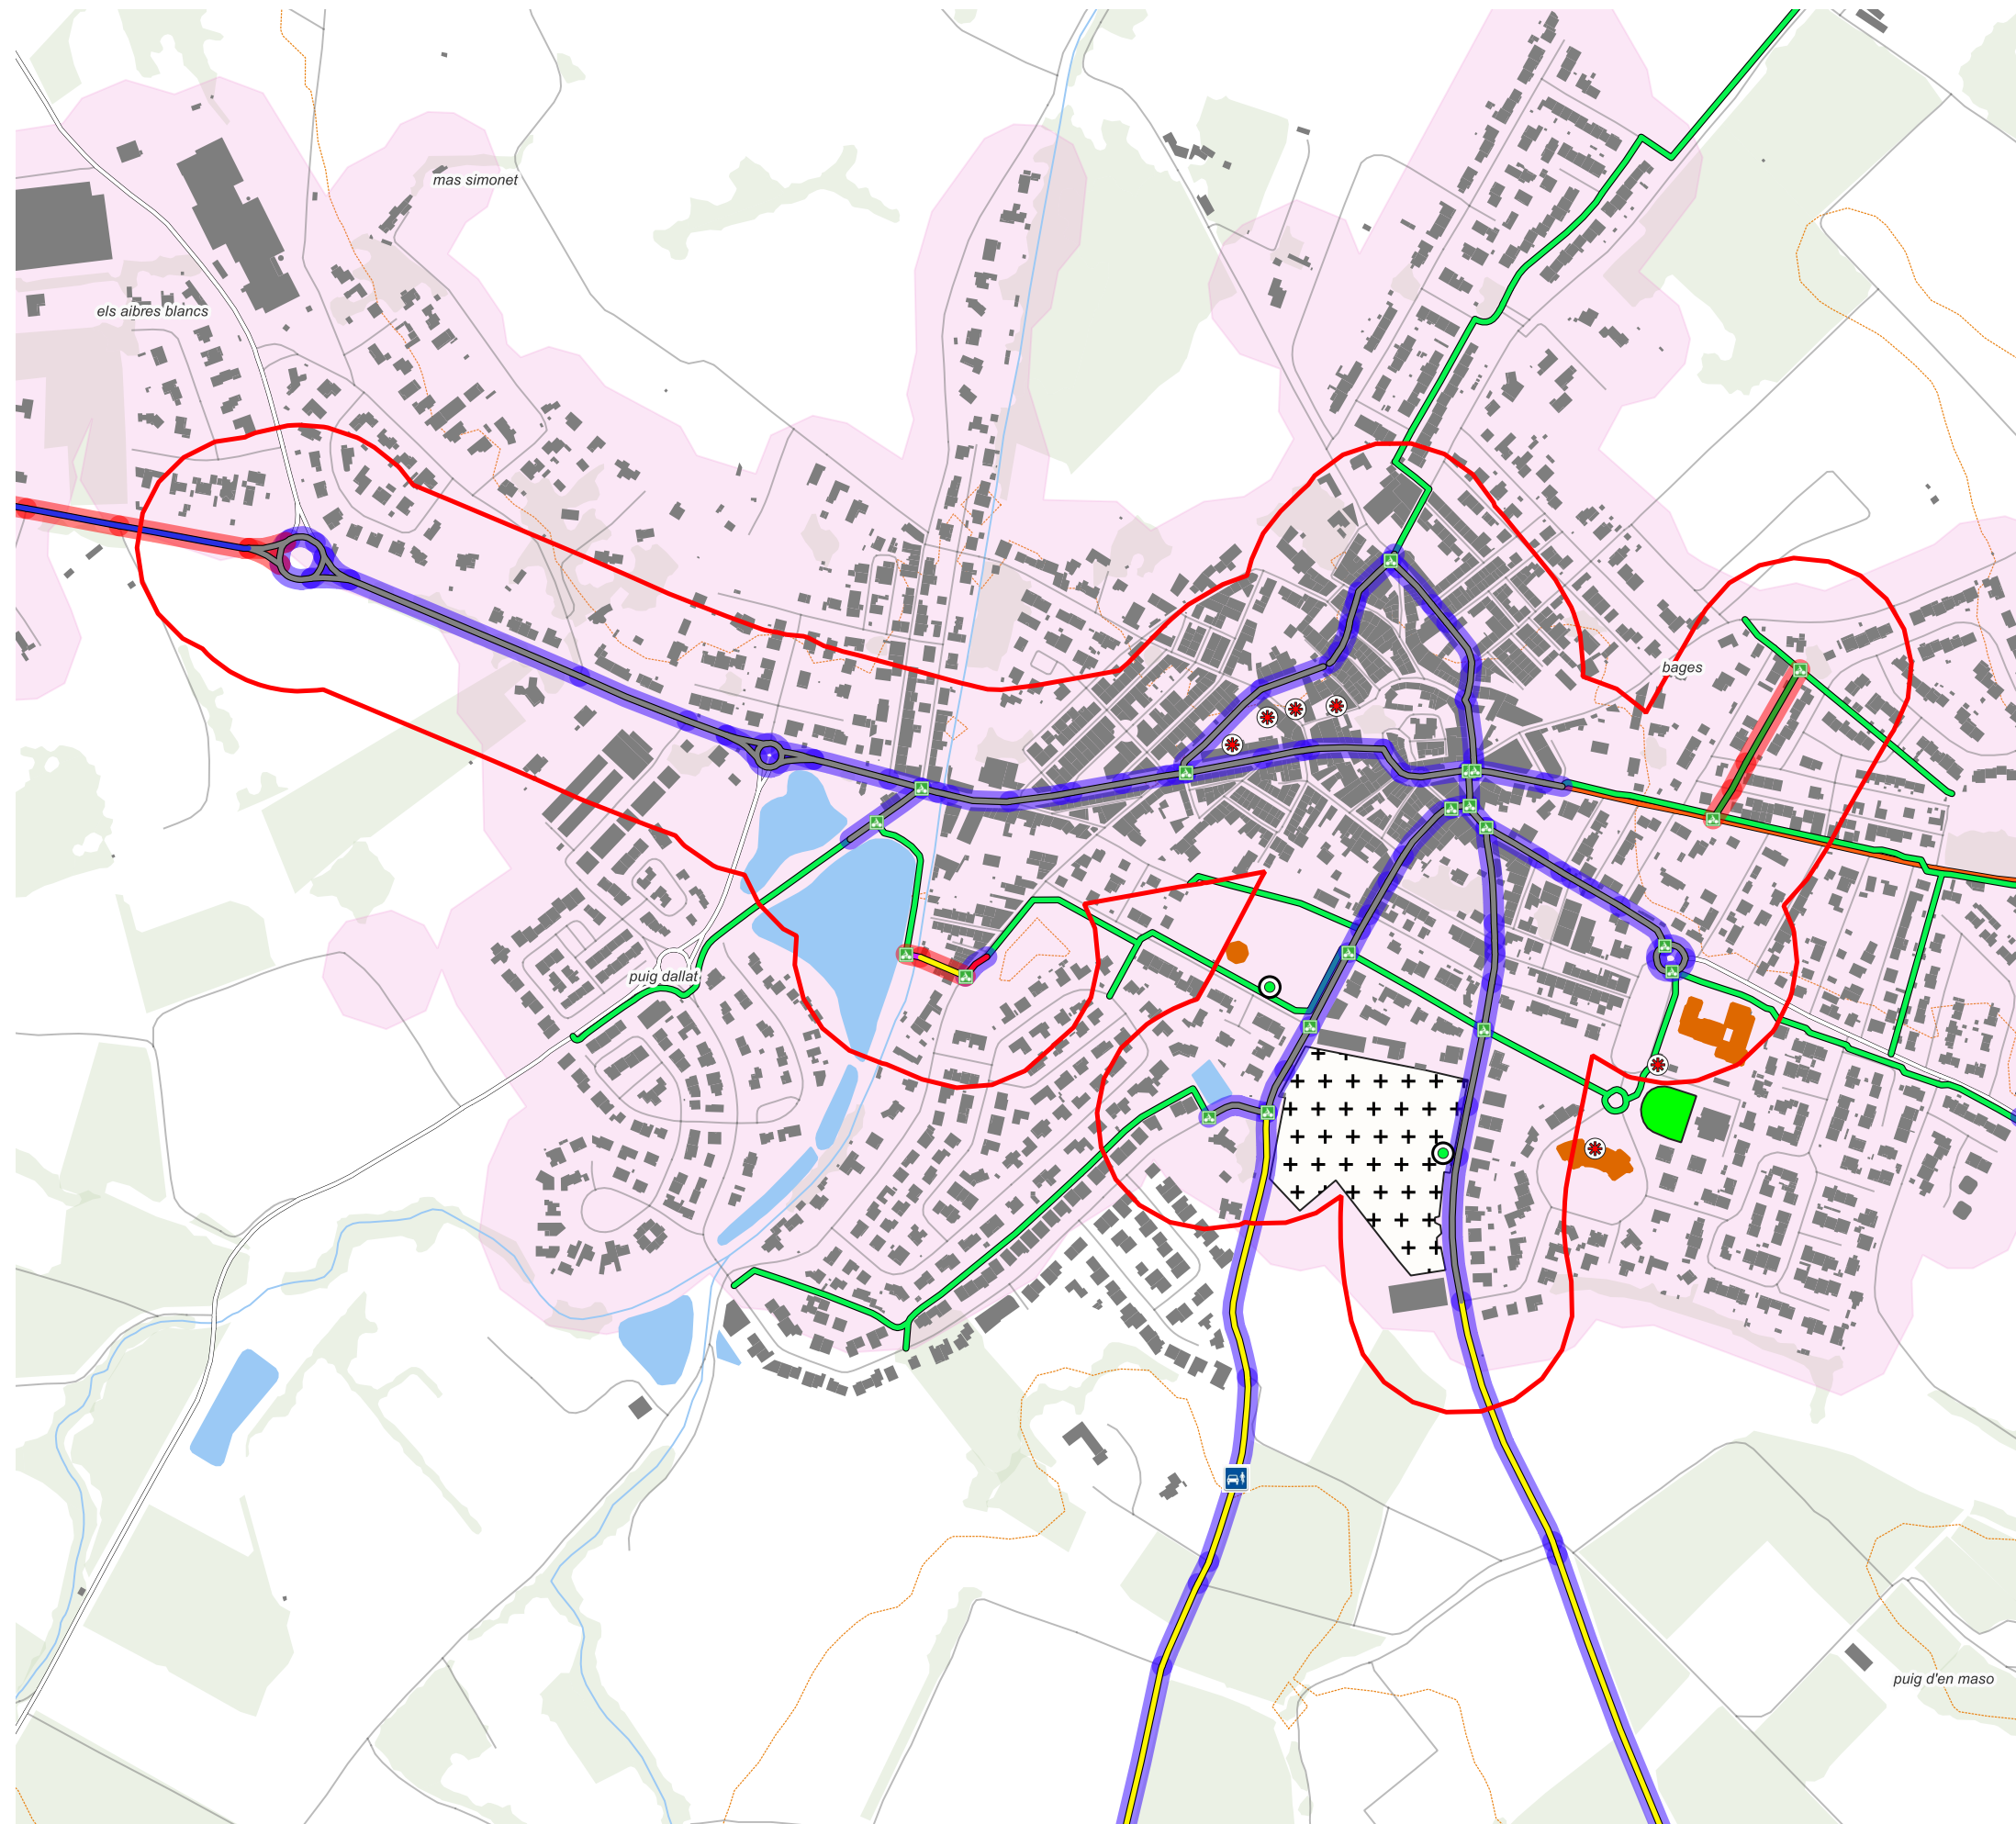 mas simonet
els aibres blancs
bages
puig dallat
puig d'en maso